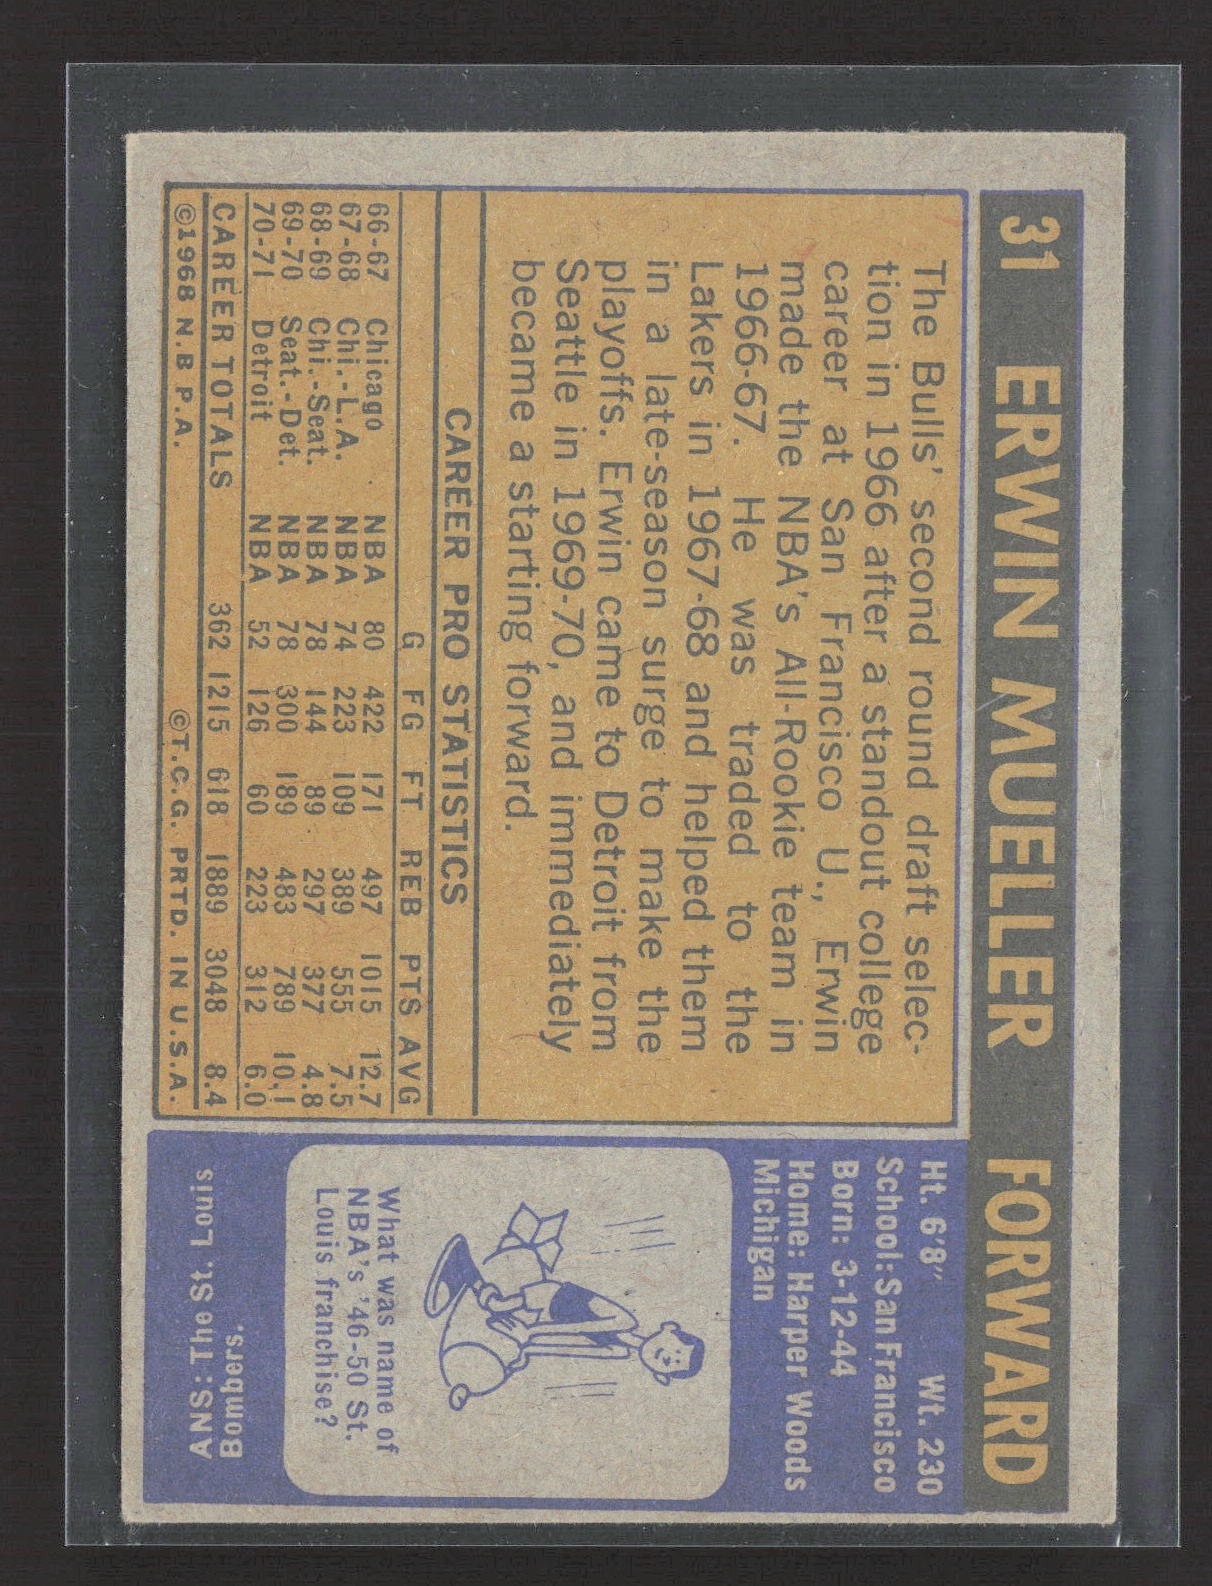 31 ERWIN MUELLER FORWARD
The Bulls' second round draft selec-
tion in 1966 after a standout college
career at San Francisco U., Erwin
made the NBA's All-Rookie team in
1966-67. He was traded to the
Lakers in 1967-68 and helped them
in a late-season surge to make the
playoffs. Erwin came to Detroit from
Seattle in 1969-70, and immediately
became a starting forward.
CAREER PRO STATISTICS
G FG FT REB PTS AVG
66-67 Chicago NBA 80 422 171 497 1015 12.7
67-68 Chi.-L.A. NBA 74 223 109 389 555 7.5
68-69 Chi.-Seat. NBA 78 144 89 297 377 4.8
69-70 Seat.-Det. NBA 78 300 189 483 789 10.1
70-71 Detroit NBA 52 126 60 223 312 6.0
CAREER TOTALS 362 1215 618 1889 3048 8.4
©1968 N.B.P.A. ©T.C.G. PRTD. IN U.S.A.
Ht. 6'8" Wt. 230
School: San Francisco
Born: 3-12-44
Home: Harper Woods
Michigan
What was name of
NBA's '46-50 St.
Louis franchise?
ANS: The St. Louis
Bombers.